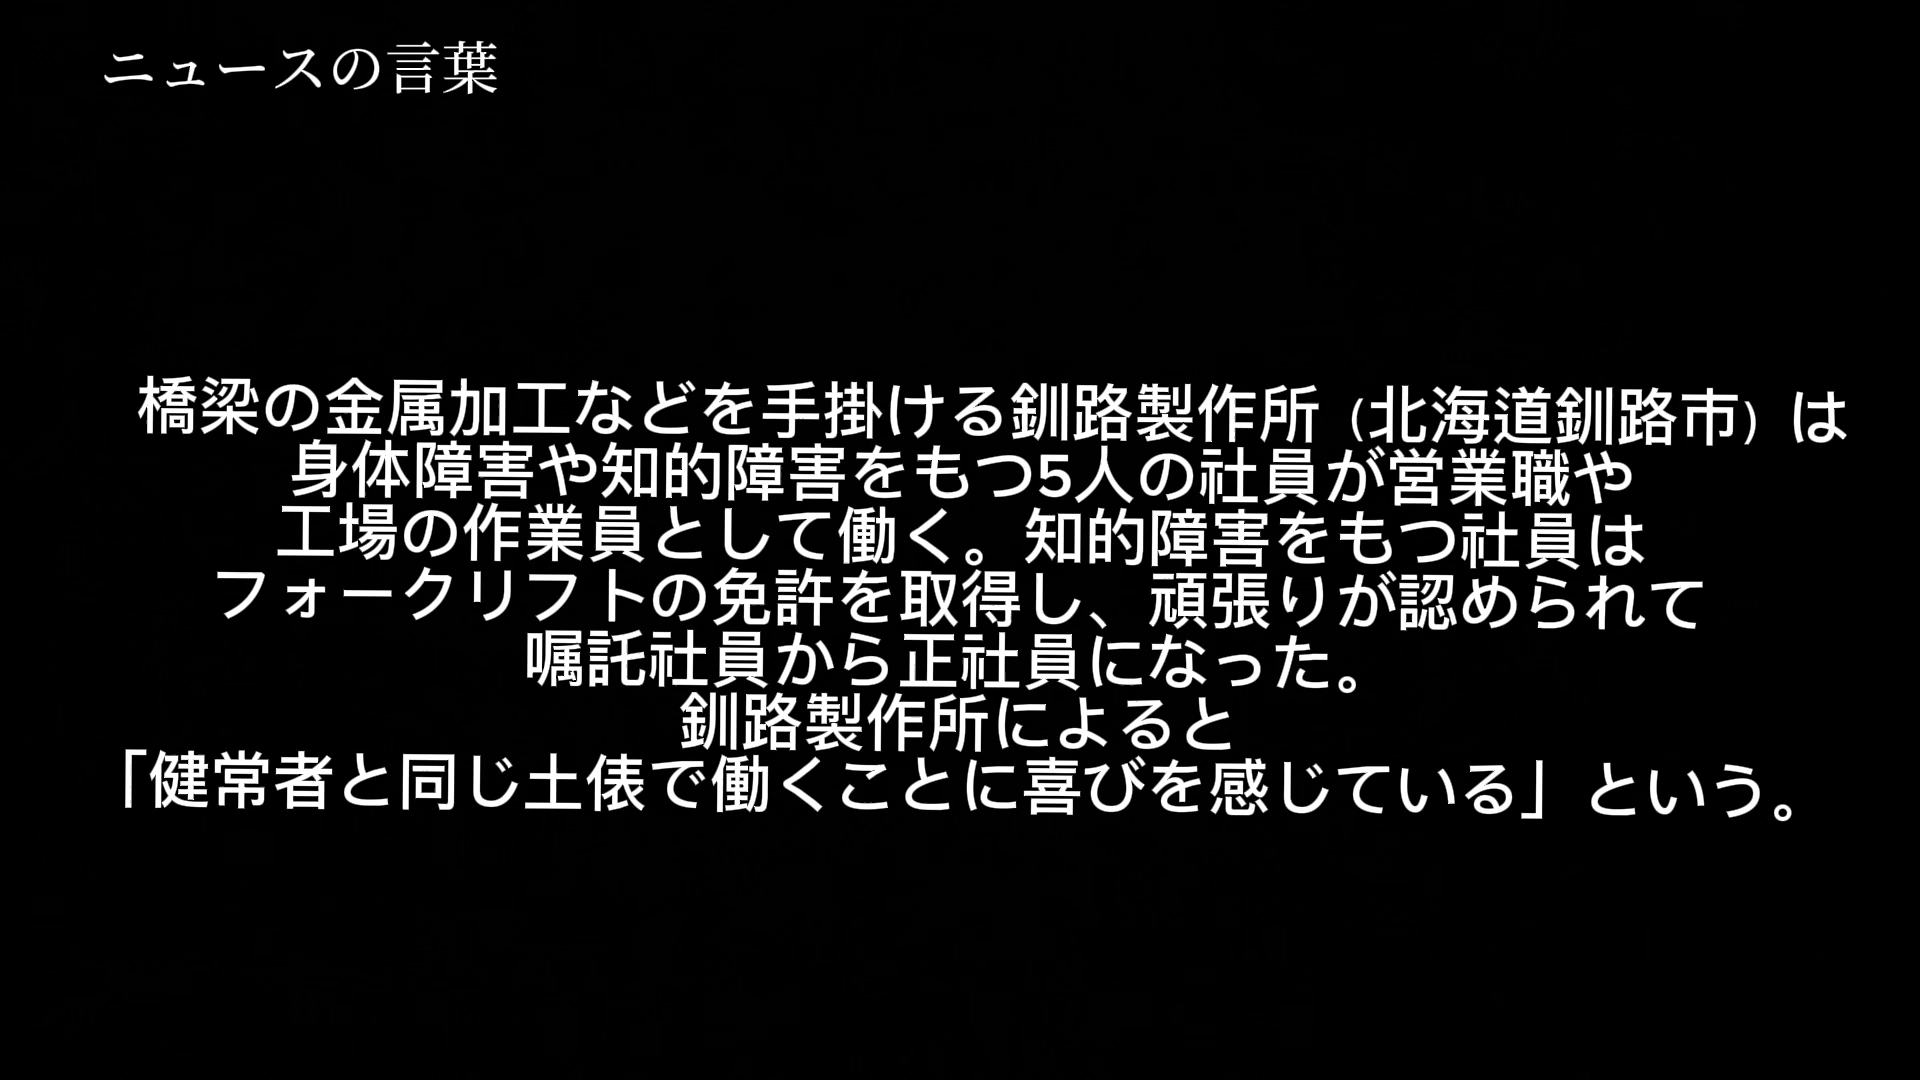 ニュースの言葉
橋梁の金属加工などを手掛ける釧路製作所（北海道釧路市）は
身体障害や知的障害をもつ5人の社員が営業職や
工場の作業員として働く。知的障害をもつ社員は
フォークリフトの免許を取得し、頑張りが認められて
嘱託社員から正社員になった。
釧路製作所によると
「健常者と同じ土俵で働くことに喜びを感じている」という。